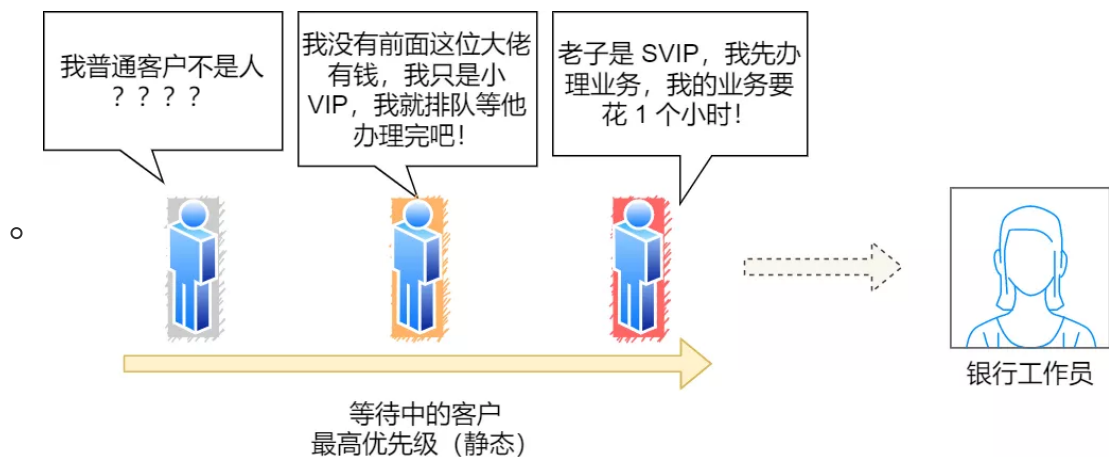 我普通客户不是人
？？？？
我没有前面这位大佬
有钱，我只是小
VIP，我就排队等他
办理完吧！
老子是 SVIP，我先办
理业务，我的业务要
花 1 个小时！
。
银行工作员
等待中的客户
最高优先级（静态）